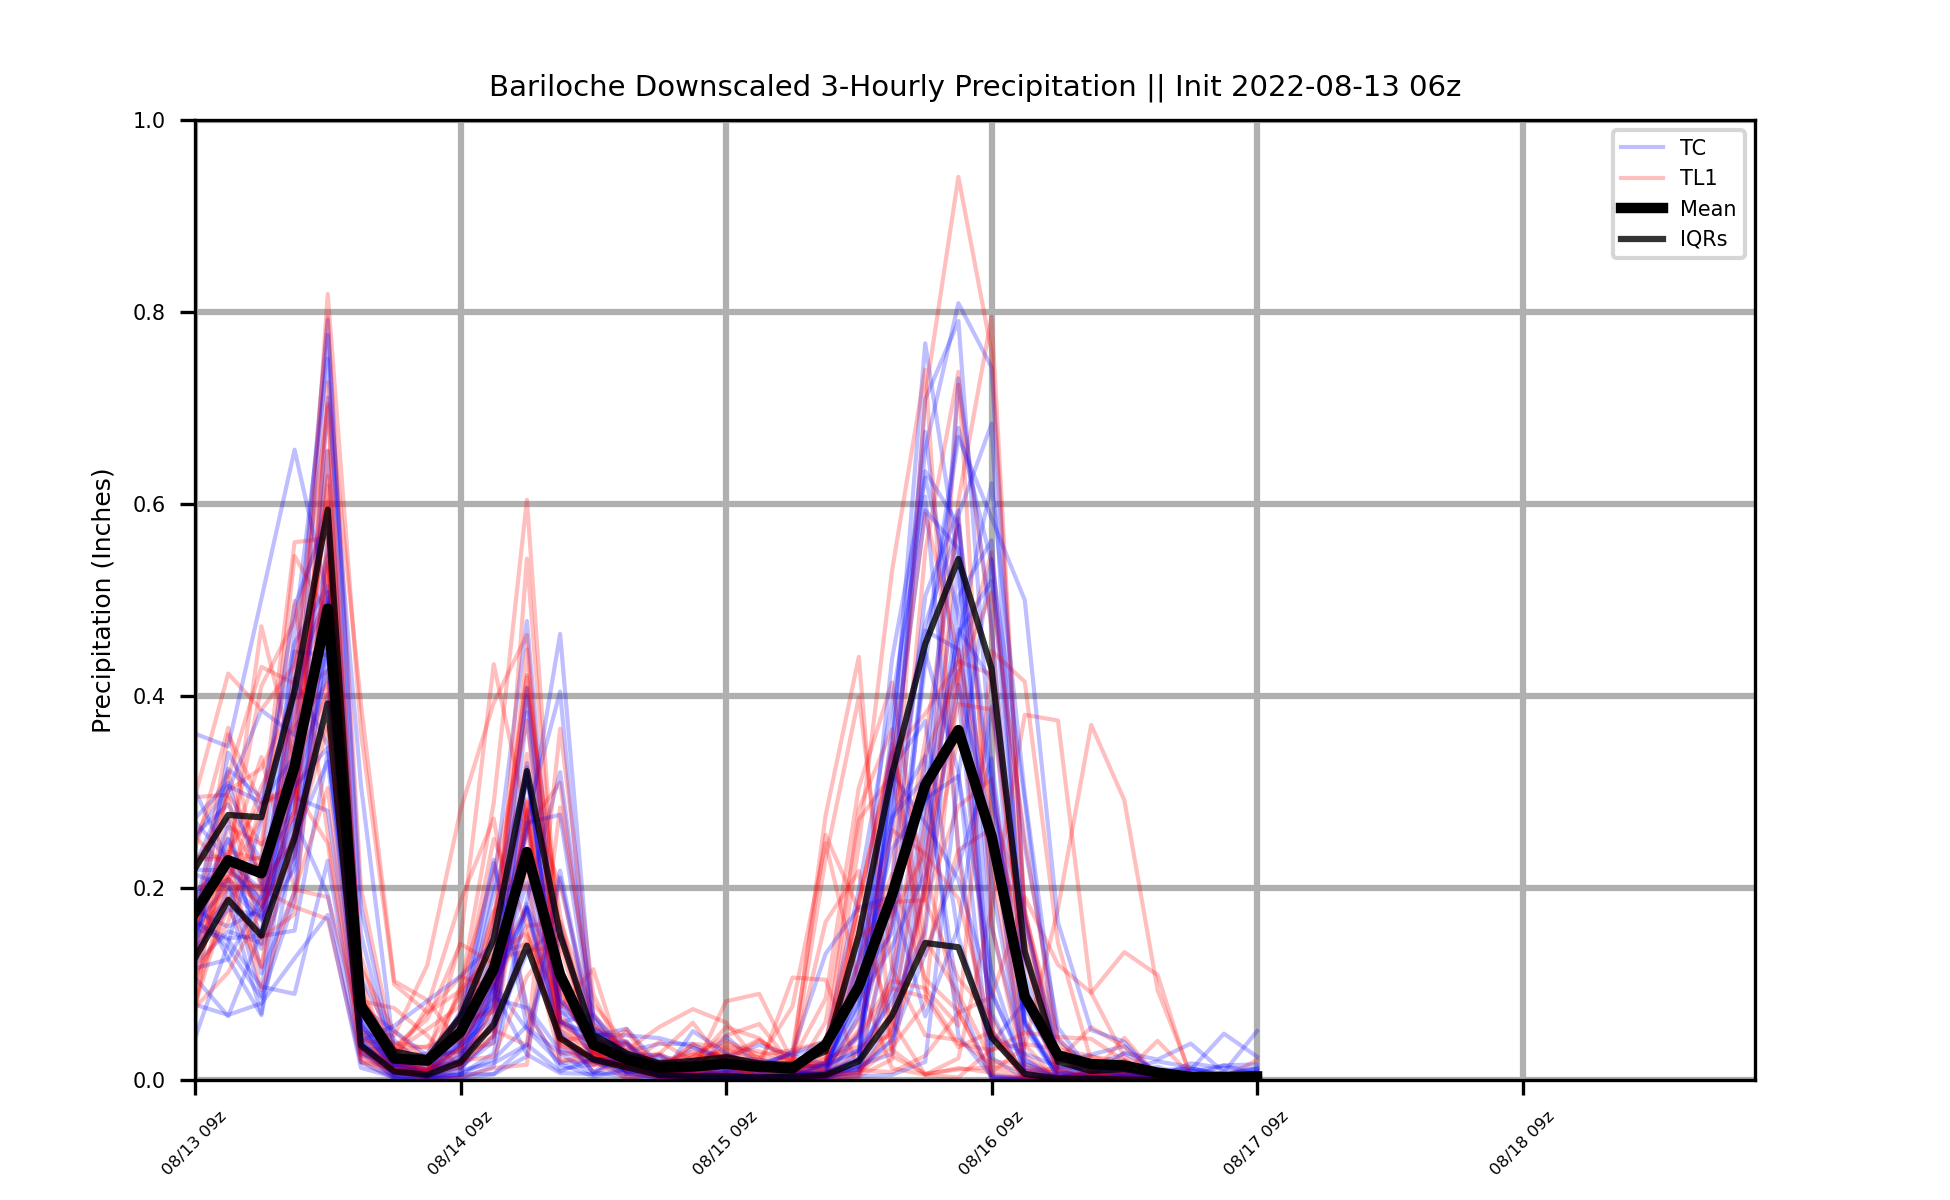 Bariloche Downscaled 3-Hourly Precipitation || Init 2022-08-13 06z
Precipitation (Inches)
1.0
0.8
0.6
0.4
0.2
0.0
TC
TL1
Mean
IQRs
08/13 09z
08/14 09z
08/15 09z
08/16 09z
08/17 09z
08/18 09z